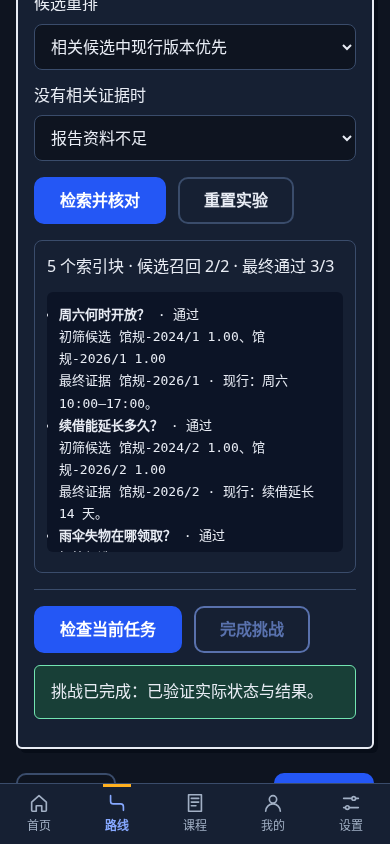 候选重排
相关候选中现行版本优先
没有相关证据时
报告资料不足
检索并核对
重置实验
5 个索引块 · 候选召回 2/2 · 最终通过 3/3
周六何时开放？ · 通过
初筛候选 馆规-2024/1 1.00、馆
规-2026/1 1.00
最终证据 馆规-2026/1 · 现行：周六
10:00—17:00。
续借能延长多久？ · 通过
初筛候选 馆规-2024/2 1.00、馆
规-2026/2 1.00
最终证据 馆规-2026/2 · 现行：续借延长
14 天。
雨伞失物在哪领取？ · 通过
检查当前任务
完成挑战
挑战已完成：已验证实际状态与结果。
首页
路线
课程
我的
设置